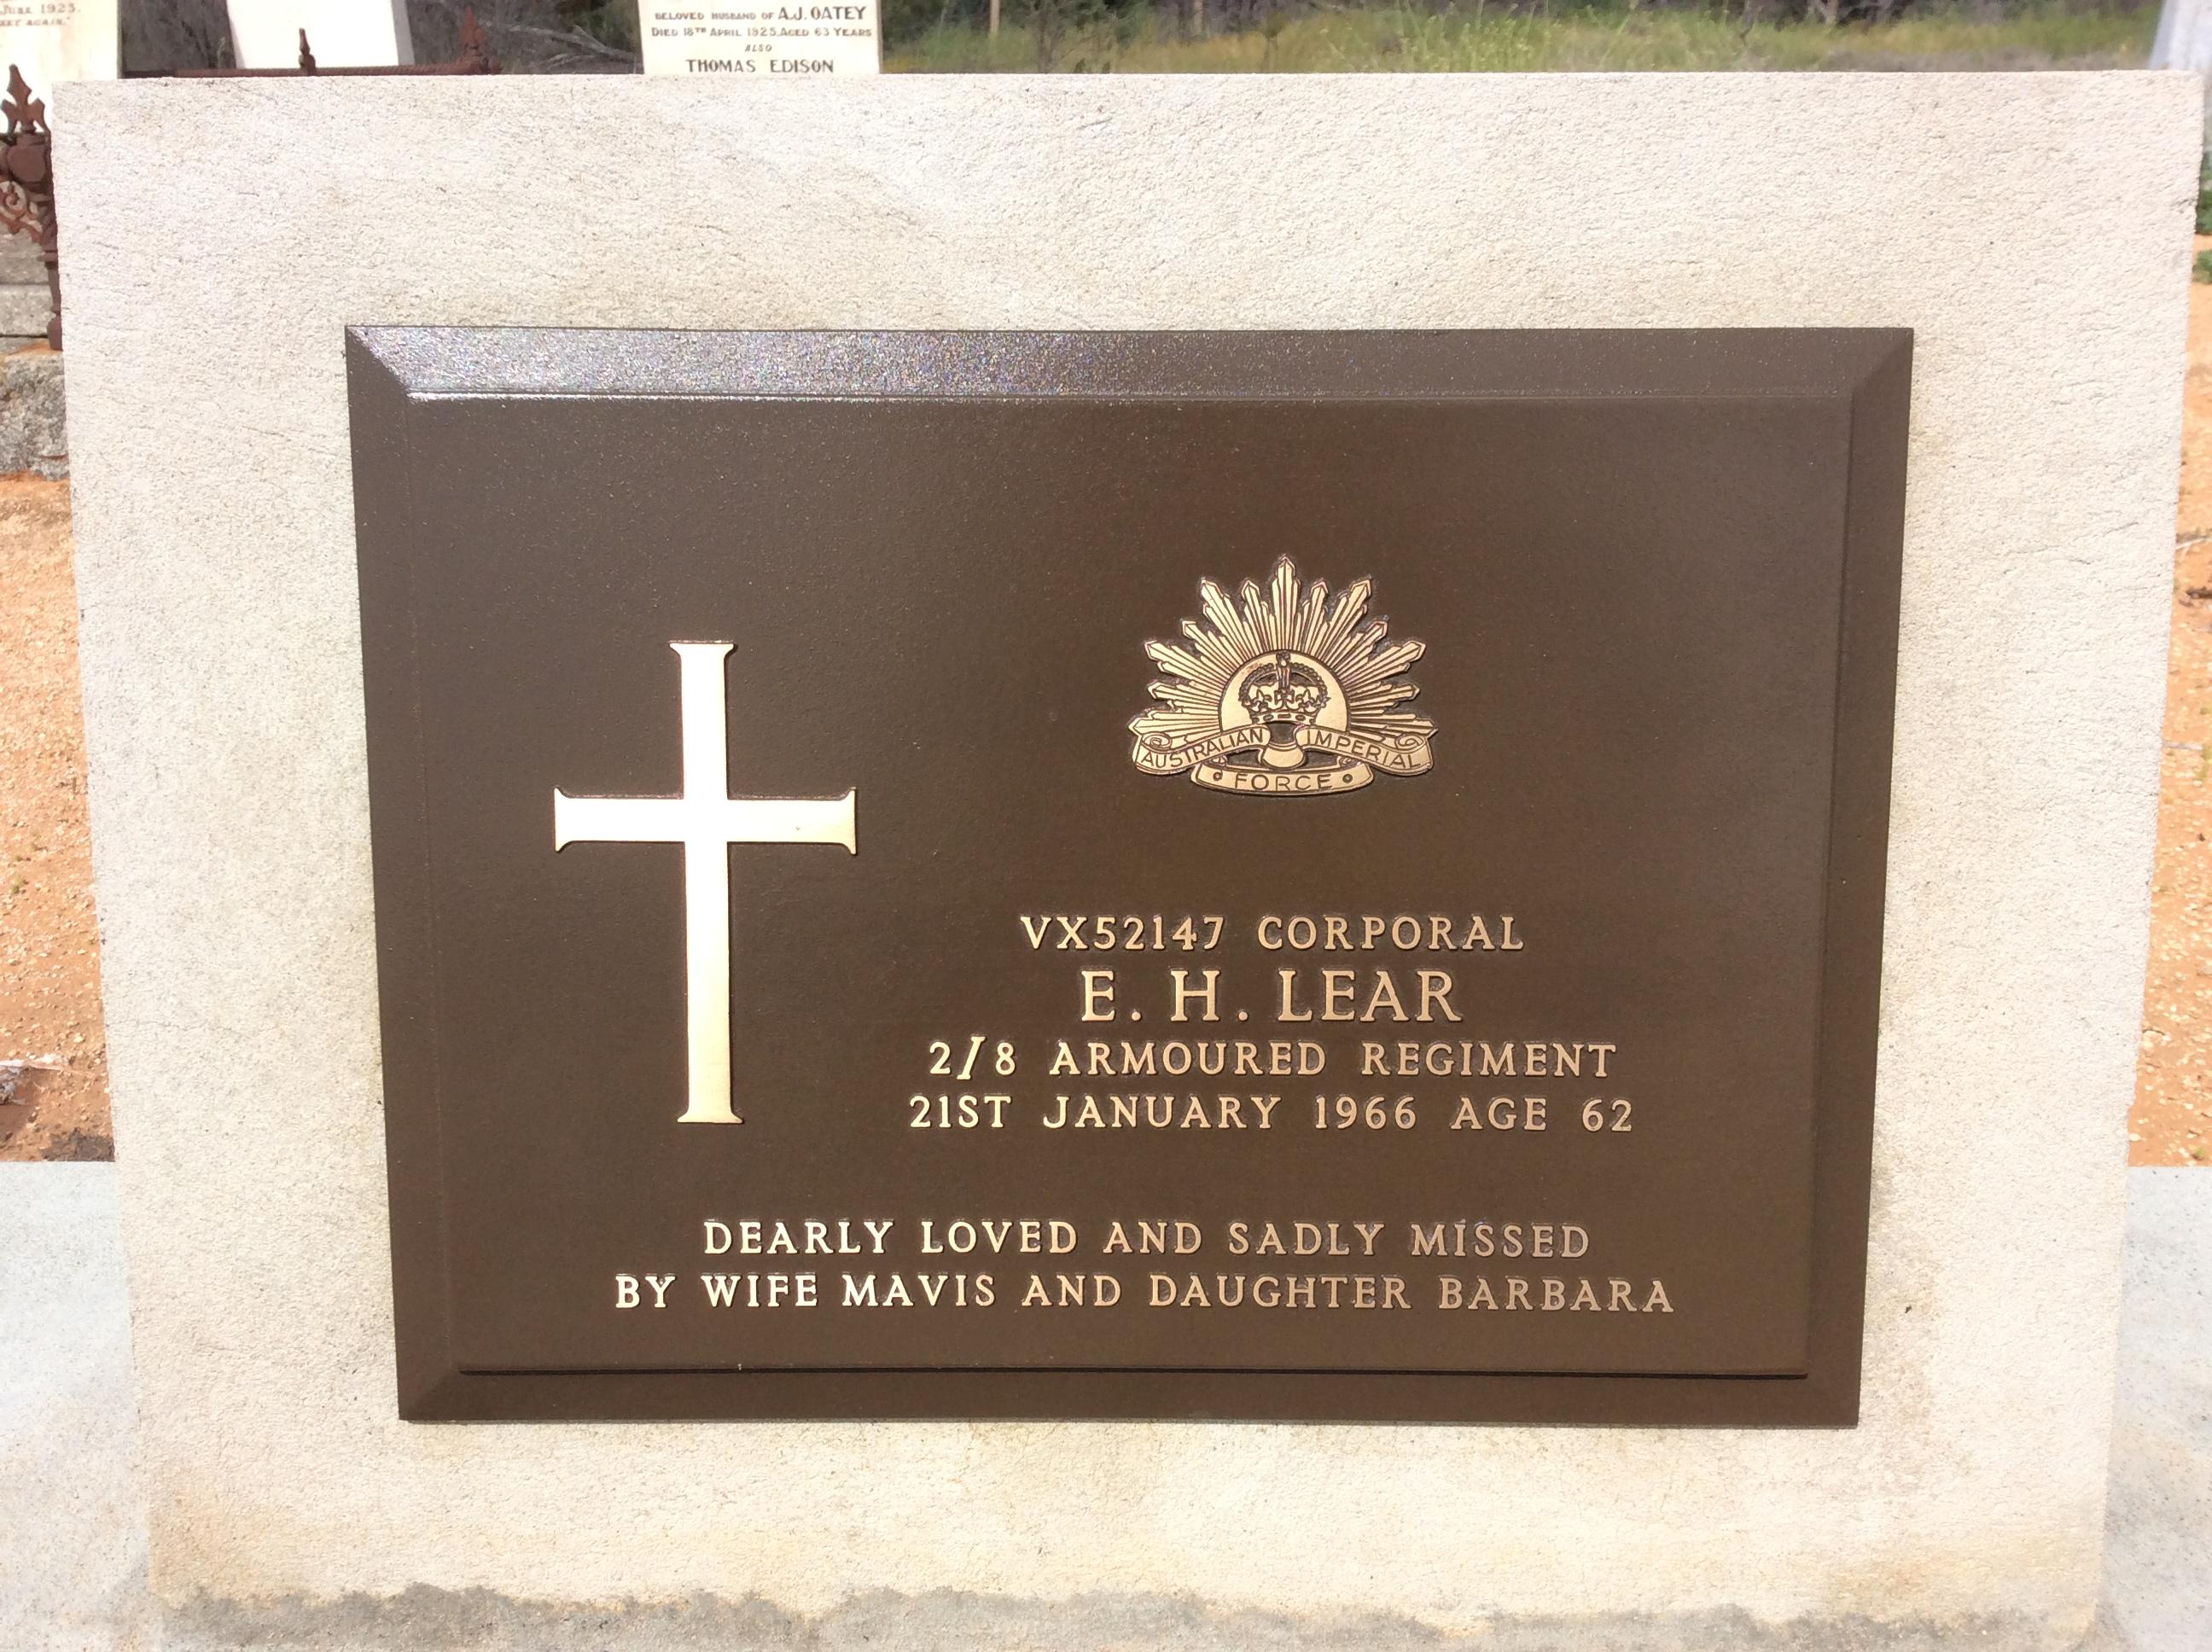 June 1925.
BELOVED HUSBAND OF A.J. OATEY
DIED 18TH APRIL 1925. AGED 63 YEARS
ALSO
THOMAS EDISON
AUSTRALIAN IMPERIAL
FORCE
VX52147 CORPORAL
E. H. LEAR
2/8 ARMOURED REGIMENT
21ST JANUARY 1966 AGE 62
DEARLY LOVED AND SADLY MISSED
BY WIFE MAVIS AND DAUGHTER BARBARA